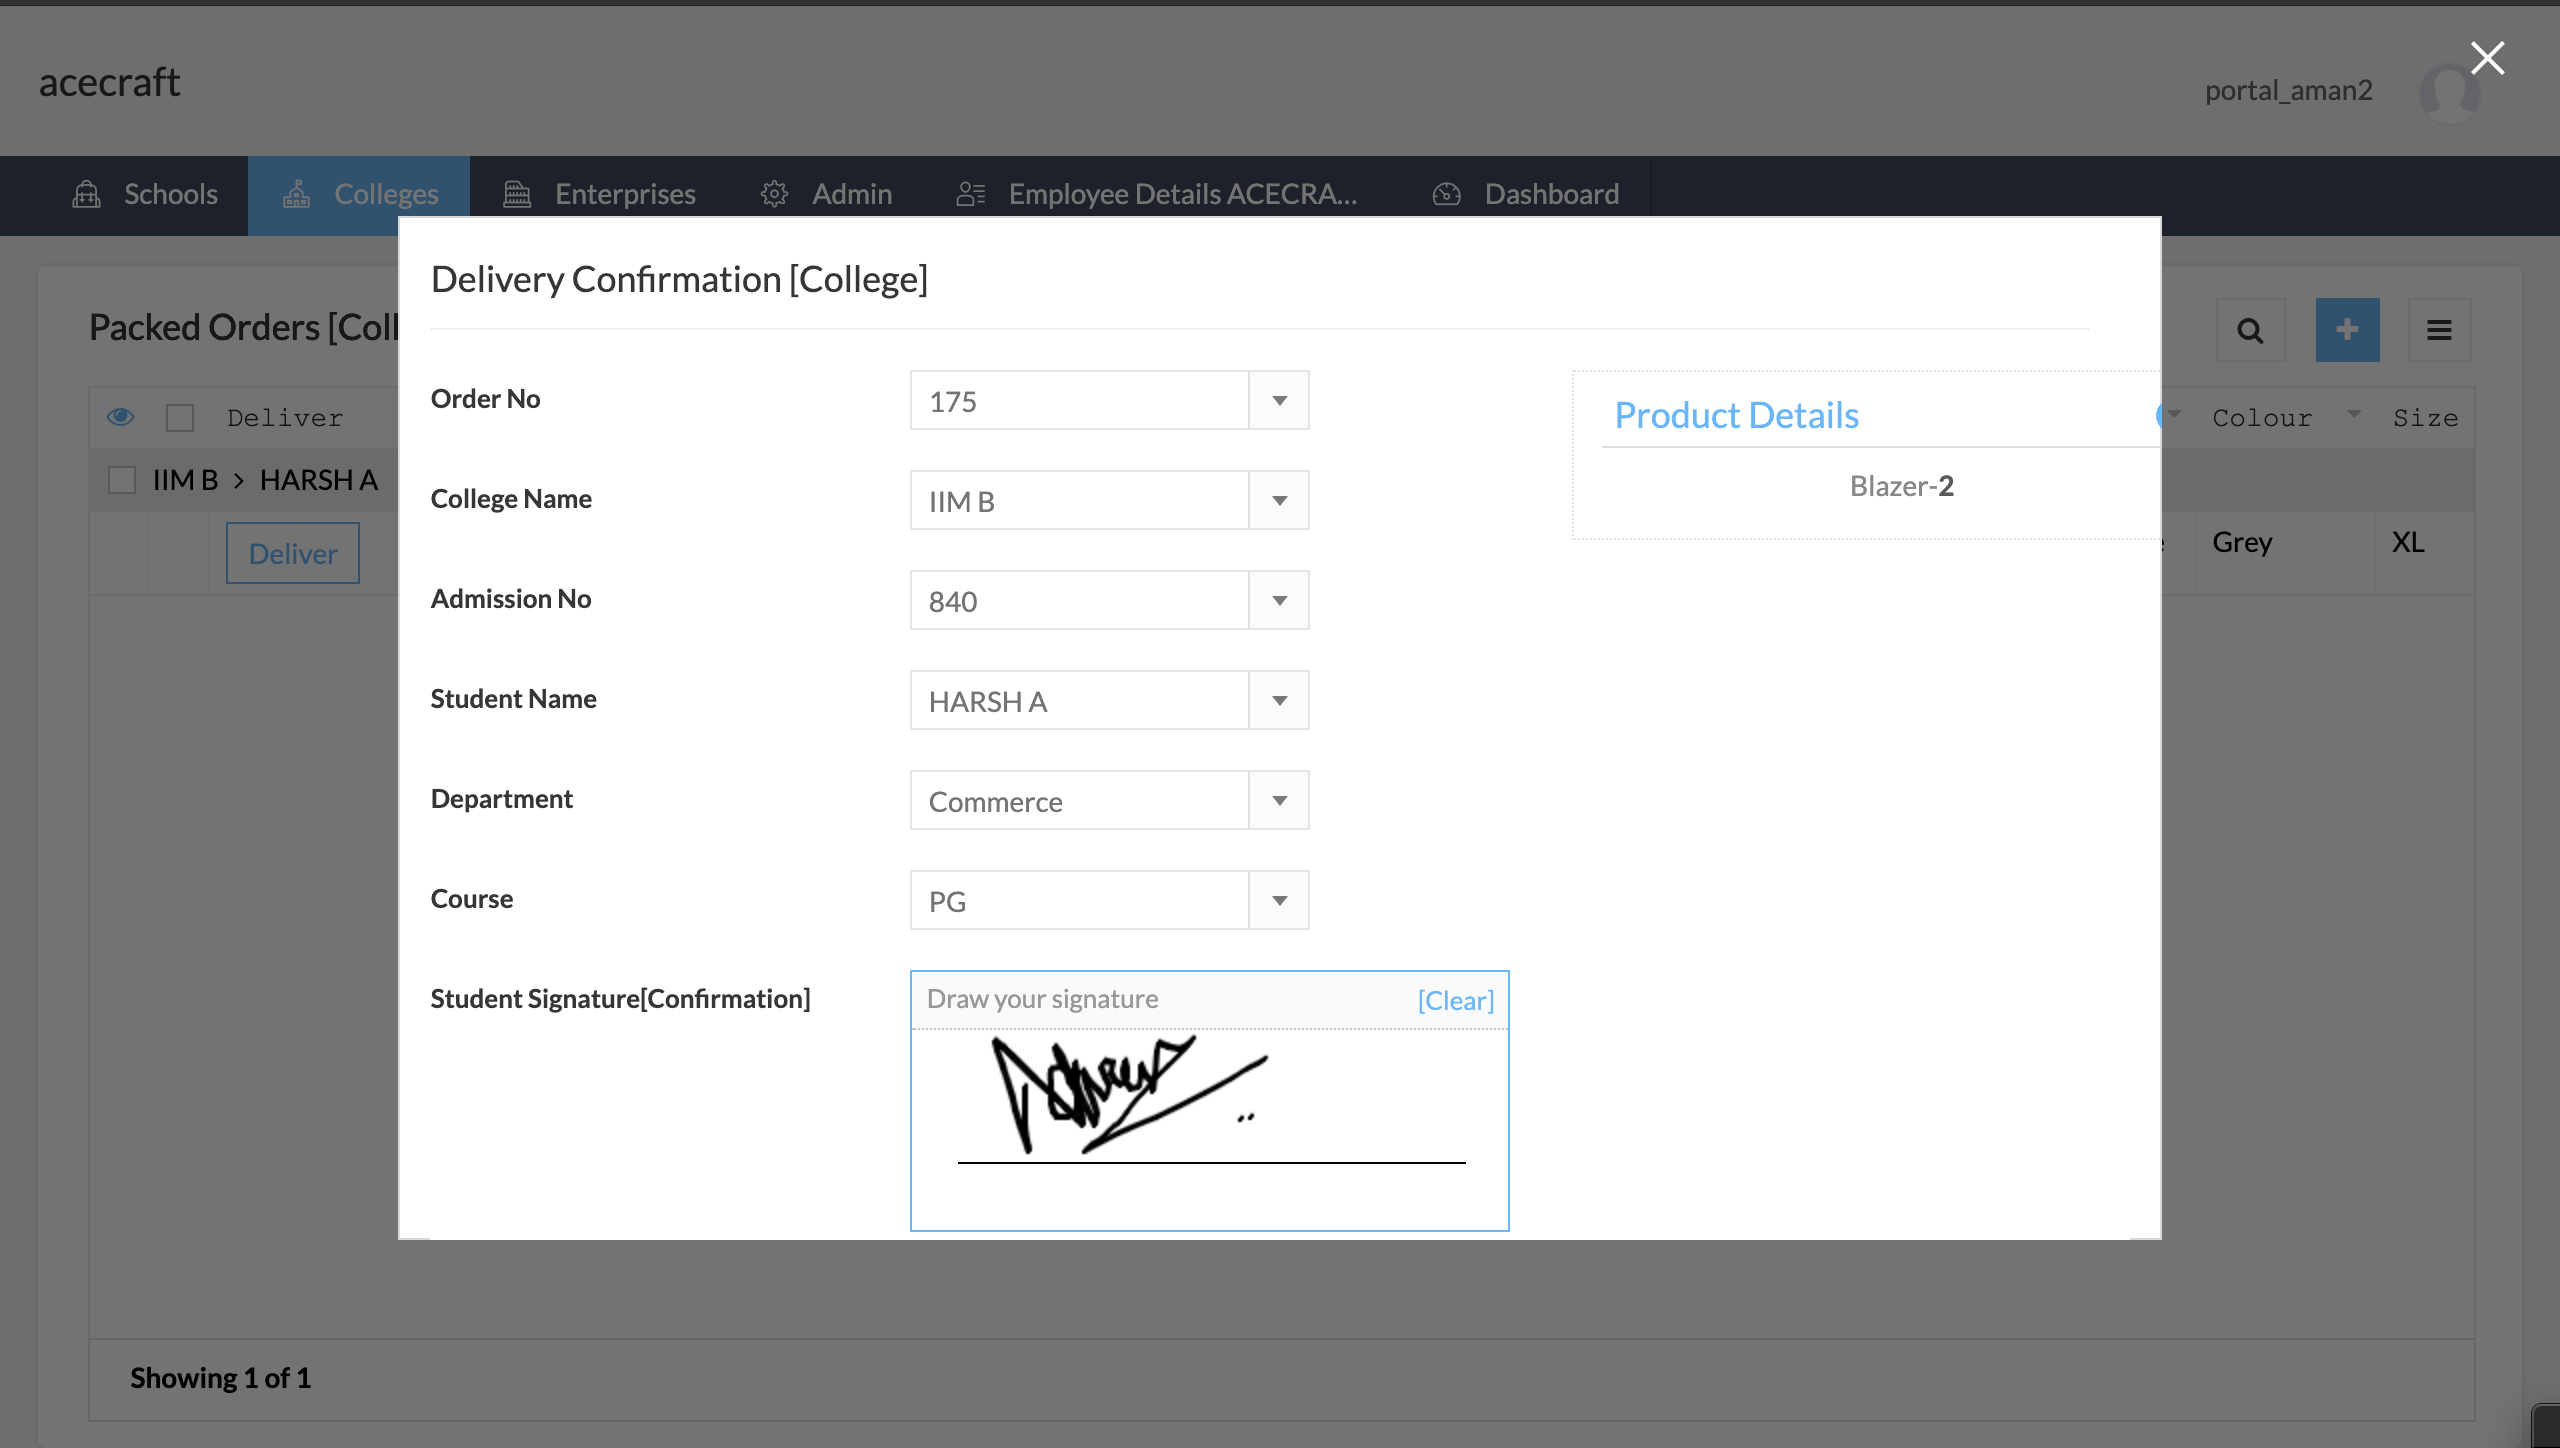 acecraft
portal_aman2
Schools
Colleges
Enterprises
Admin
Employee Details ACECRA...
Dashboard
Packed Orders [Coll
Deliver
Colour
Size
IIM B > HARSH A
Deliver
Grey
XL
Delivery Confirmation [College]
Order No
175
College Name
IIM B
Admission No
840
Student Name
HARSH A
Department
Commerce
Course
PG
Student Signature[Confirmation]
Draw your signature
[Clear]
Product Details
Blazer-2
Showing 1 of 1